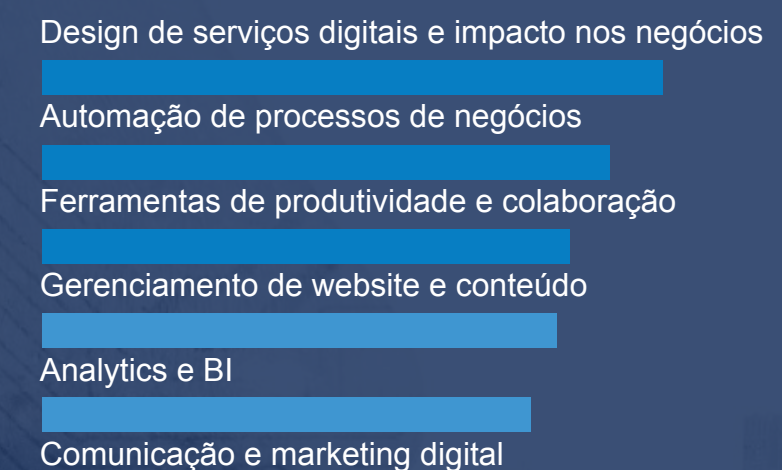 Design de serviços digitais e impacto nos negócios
Automação de processos de negócios
Ferramentas de produtividade e colaboração
Gerenciamento de website e conteúdo
Analytics e BI
Comunicação e marketing digital